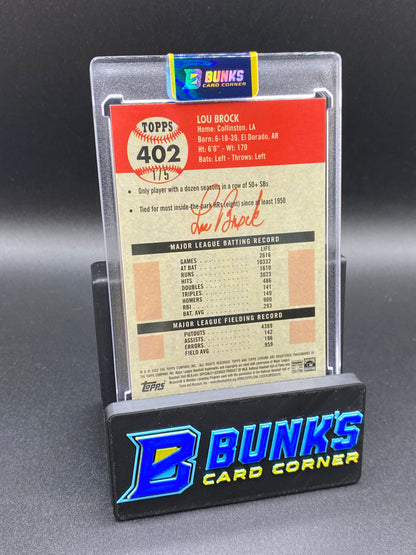 B BUNK'S
CARD CORNER
TOPPS
402
1/5
LOU BROCK
Home: Collinston, LA
Born: 6-18-39, El Dorado, AR
Ht: 6'0" - Wt: 170
Bats: Left - Throws: Left
• Only player with a dozen seasons in a row of 50+ SBs
• Tied for most inside-the-park HRs (eight) since at least 1950
Lou Brock
MAJOR LEAGUE BATTING RECORD
LIFE
GAMES 2616
AT BAT 10332
RUNS 1610
HITS 3023
DOUBLES 486
TRIPLES 141
HOMERS 149
RBI 900
BAT. AVG .293
MAJOR LEAGUE FIELDING RECORD
PUTOUTS 4389
ASSISTS 142
ERRORS 196
FIELD AVG .959
Topps
B BUNK'S
CARD CORNER